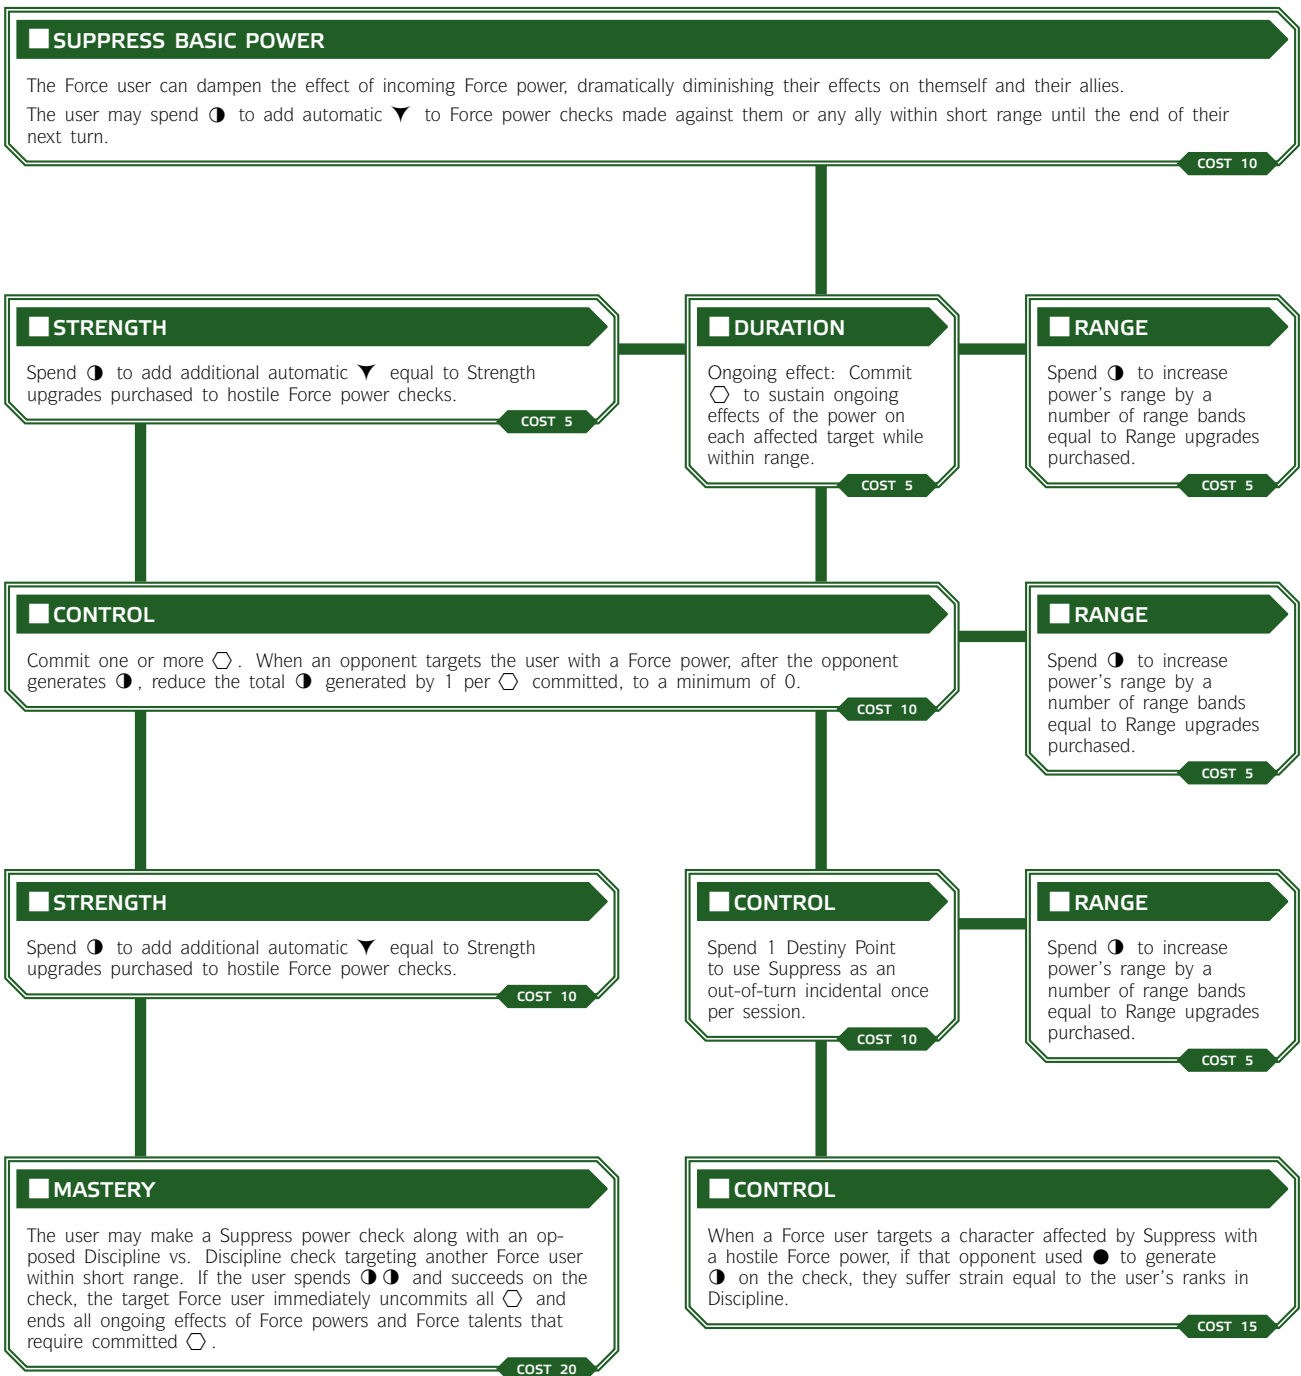 SUPPRESS BASIC POWER
The Force user can dampen the effect of incoming Force power, dramatically diminishing their effects on themself and their allies.
The user may spend ◑ to add automatic ▼ to Force power checks made against them or any ally within short range until the end of their
next turn.
COST 10
STRENGTH
Spend ◑ to add additional automatic ▼ equal to Strength
upgrades purchased to hostile Force power checks.
COST 5
DURATION
Ongoing effect: Commit
⬡ to sustain ongoing
effects of the power on
each affected target while
within range.
COST 5
RANGE
Spend ◑ to increase
power's range by a
number of range bands
equal to Range upgrades
purchased.
COST 5
CONTROL
Commit one or more ⬡. When an opponent targets the user with a Force power, after the opponent
generates ◑, reduce the total ◑ generated by 1 per ⬡ committed, to a minimum of 0.
COST 10
RANGE
Spend ◑ to increase
power's range by a
number of range bands
equal to Range upgrades
purchased.
COST 5
STRENGTH
Spend ◑ to add additional automatic ▼ equal to Strength
upgrades purchased to hostile Force power checks.
COST 10
CONTROL
Spend 1 Destiny Point
to use Suppress as an
out-of-turn incidental once
per session.
COST 10
RANGE
Spend ◑ to increase
power's range by a
number of range bands
equal to Range upgrades
purchased.
COST 5
MASTERY
The user may make a Suppress power check along with an op-
posed Discipline vs. Discipline check targeting another Force user
within short range. If the user spends ◑◑ and succeeds on the
check, the target Force user immediately uncommits all ⬡ and
ends all ongoing effects of Force powers and Force talents that
require committed ⬡.
COST 20
CONTROL
When a Force user targets a character affected by Suppress with
a hostile Force power, if that opponent used ● to generate
◑ on the check, they suffer strain equal to the user's ranks in
Discipline.
COST 15